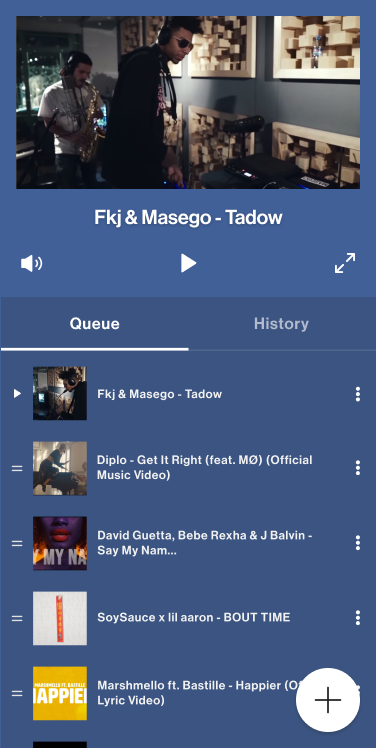 Fkj & Masego - Tadow
Queue
History
Fkj & Masego - Tadow
Diplo - Get It Right (feat. MØ) (Official
Music Video)
David Guetta, Bebe Rexha & J Balvin -
Say My Nam...
Y MY NA
SoySauce x lil aaron - BOUT TIME
MARSHMELLO FT. BASTILLE
HAPPIER
Marshmello ft. Bastille - Happier
Lyric Video)